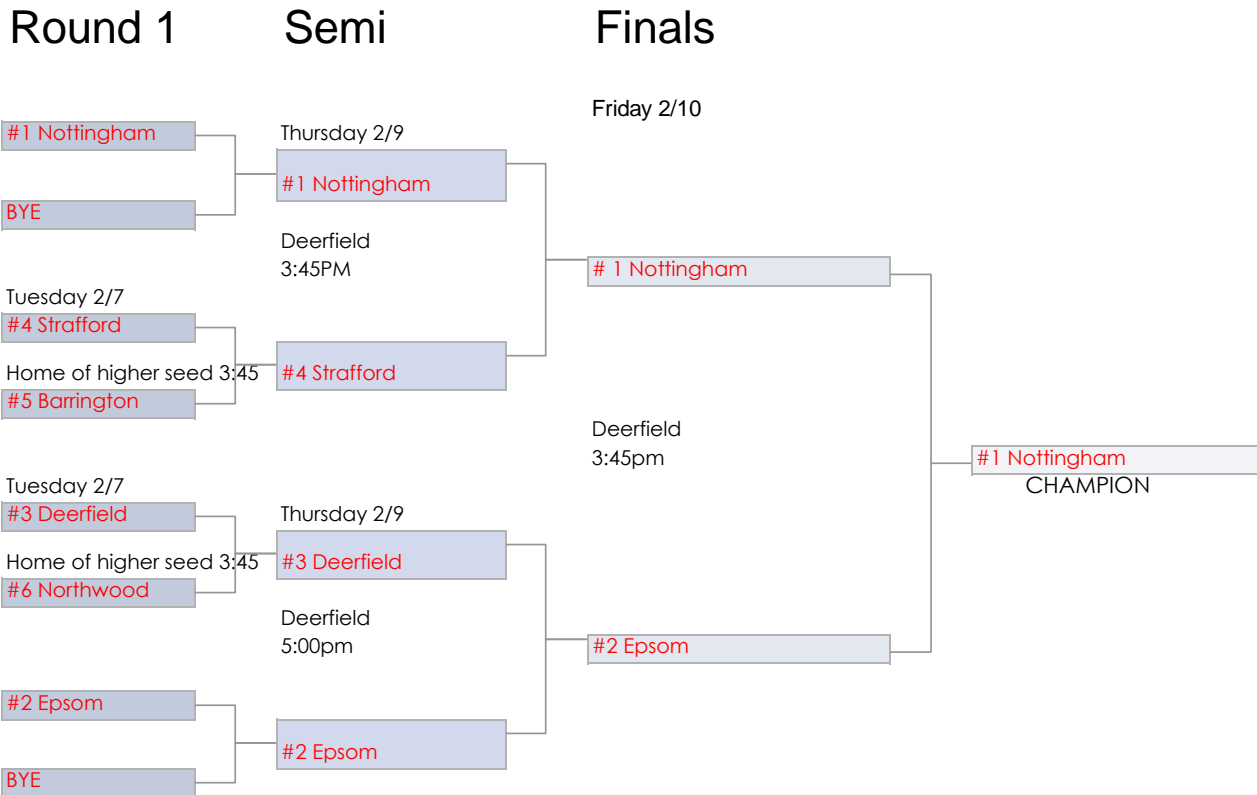 Round 1
Semi
Finals
Friday 2/10
#1 Nottingham
Thursday 2/9
#1 Nottingham
BYE
Deerfield
3:45PM
# 1 Nottingham
Tuesday 2/7
#4 Strafford
Home of higher seed 3:45
#4 Strafford
#5 Barrington
Deerfield
3:45pm
#1 Nottingham
CHAMPION
Tuesday 2/7
#3 Deerfield
Thursday 2/9
Home of higher seed 3:45
#3 Deerfield
#6 Northwood
Deerfield
5:00pm
#2 Epsom
#2 Epsom
#2 Epsom
BYE